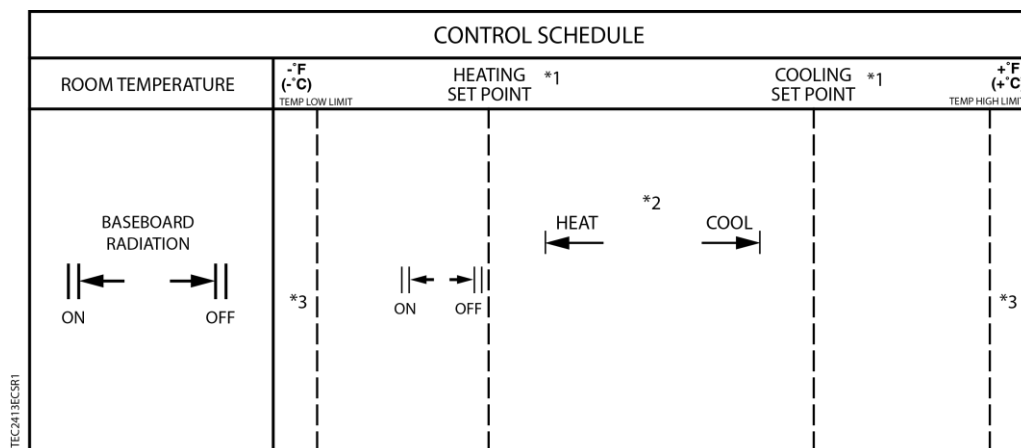 CONTROL SCHEDULE
ROOM TEMPERATURE
-°F
(-°C)
TEMP LOW LIMIT
HEATING *1
SET POINT
COOLING *1
SET POINT
+°F
(+°C
TEMP HIGH LIMIT
BASEBOARD
RADIATION
ON OFF
*3
ON OFF
HEAT *2 COOL
*3
TEC2413ECSR1